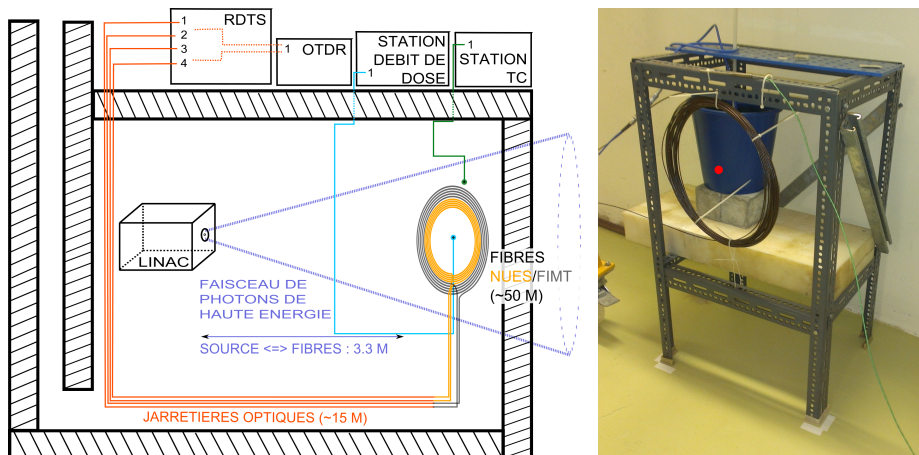 1
2
3
4
RDTS
1
OTDR
STATION
DEBIT DE
1
DOSE
1
STATION
TC
LINAC
FIBRES
NUES/FIMT
(~50 M)
FAISCEAU DE
PHOTONS DE
HAUTE ENERGIE
SOURCE <=> FIBRES : 3.3 M
JARRETIERES OPTIQUES (~15 M)